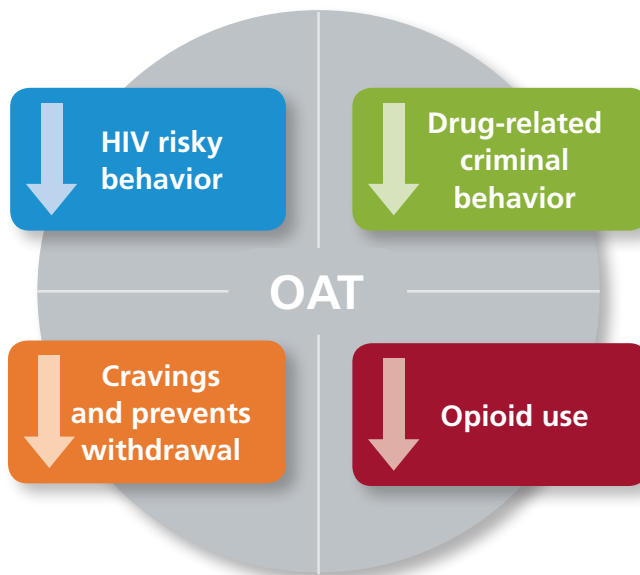 HIV risky
behavior
Drug-related
criminal
behavior
OAT
Cravings
and prevents
withdrawal
Opioid use